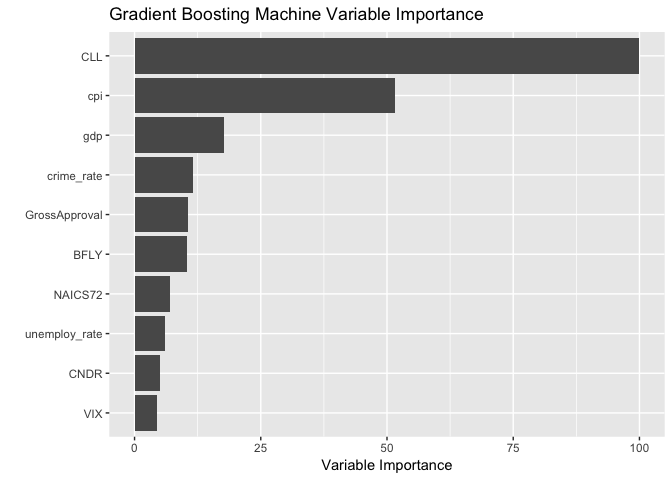 Gradient Boosting Machine Variable Importance
CLL
cpi
gdp
crime_rate
GrossApproval
BFLY
NAICS72
unemploy_rate
CNDR
VIX
0 25 50 75 100
Variable Importance